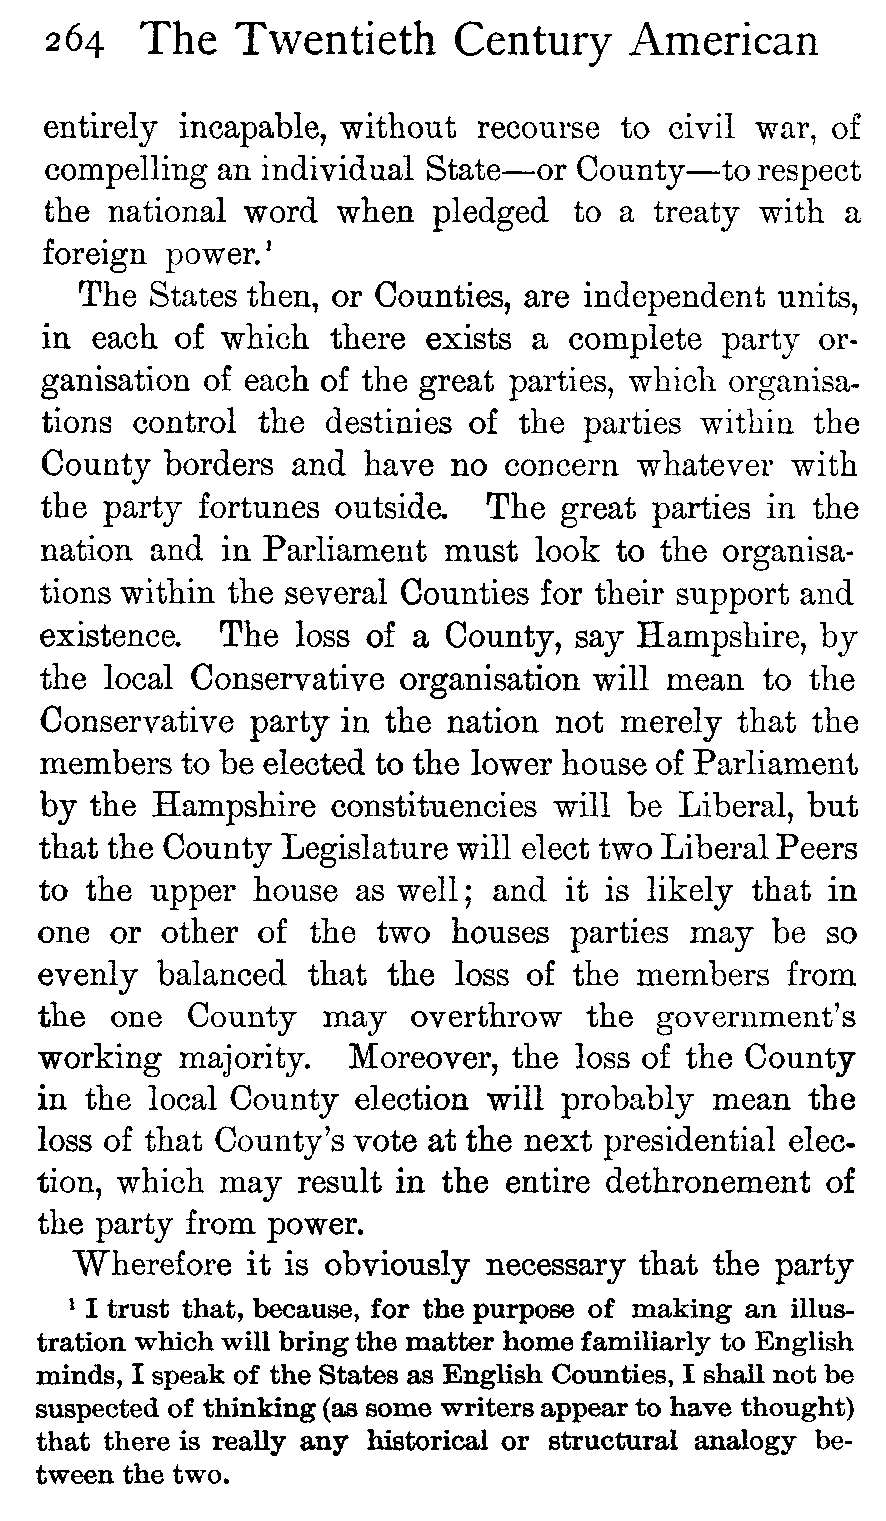 264 The Twentieth Century American
entirely incapable, without recourse to civil war, of
compelling an individual State—or County—to respect
the national word when pledged to a treaty with a
foreign power.¹
The States then, or Counties, are independent units,
in each of which there exists a complete party or-
ganisation of each of the great parties, which organisa-
tions control the destinies of the parties within the
County borders and have no concern whatever with
the party fortunes outside. The great parties in the
nation and in Parliament must look to the organisa-
tions within the several Counties for their support and
existence. The loss of a County, say Hampshire, by
the local Conservative organisation will mean to the
Conservative party in the nation not merely that the
members to be elected to the lower house of Parliament
by the Hampshire constituencies will be Liberal, but
that the County Legislature will elect two Liberal Peers
to the upper house as well; and it is likely that in
one or other of the two houses parties may be so
evenly balanced that the loss of the members from
the one County may overthrow the government's
working majority. Moreover, the loss of the County
in the local County election will probably mean the
loss of that County's vote at the next presidential elec-
tion, which may result in the entire dethronement of
the party from power.
Wherefore it is obviously necessary that the party
¹ I trust that, because, for the purpose of making an illus-
tration which will bring the matter home familiarly to English
minds, I speak of the States as English Counties, I shall not be
suspected of thinking (as some writers appear to have thought)
that there is really any historical or structural analogy be-
tween the two.